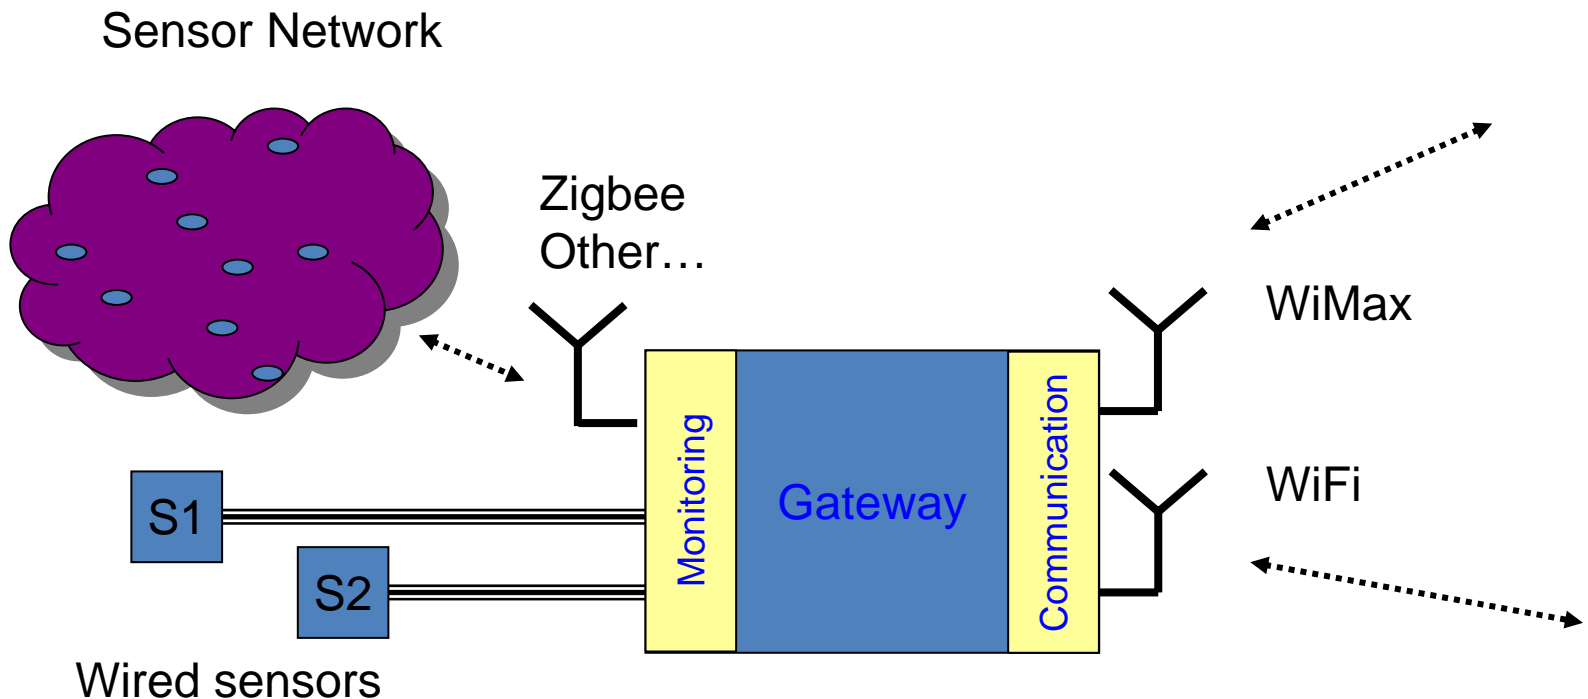 Sensor Network
Zigbee
Other…
WiMax
Monitoring
Gateway
Communication
WiFi
S1
S2
Wired sensors